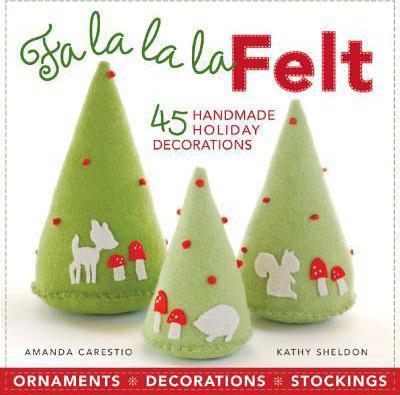 Fa la la la Felt
45 HANDMADE
HOLIDAY
DECORATIONS
AMANDA CARESTIO
KATHY SHELDON
ORNAMENTS * DECORATIONS * STOCKINGS